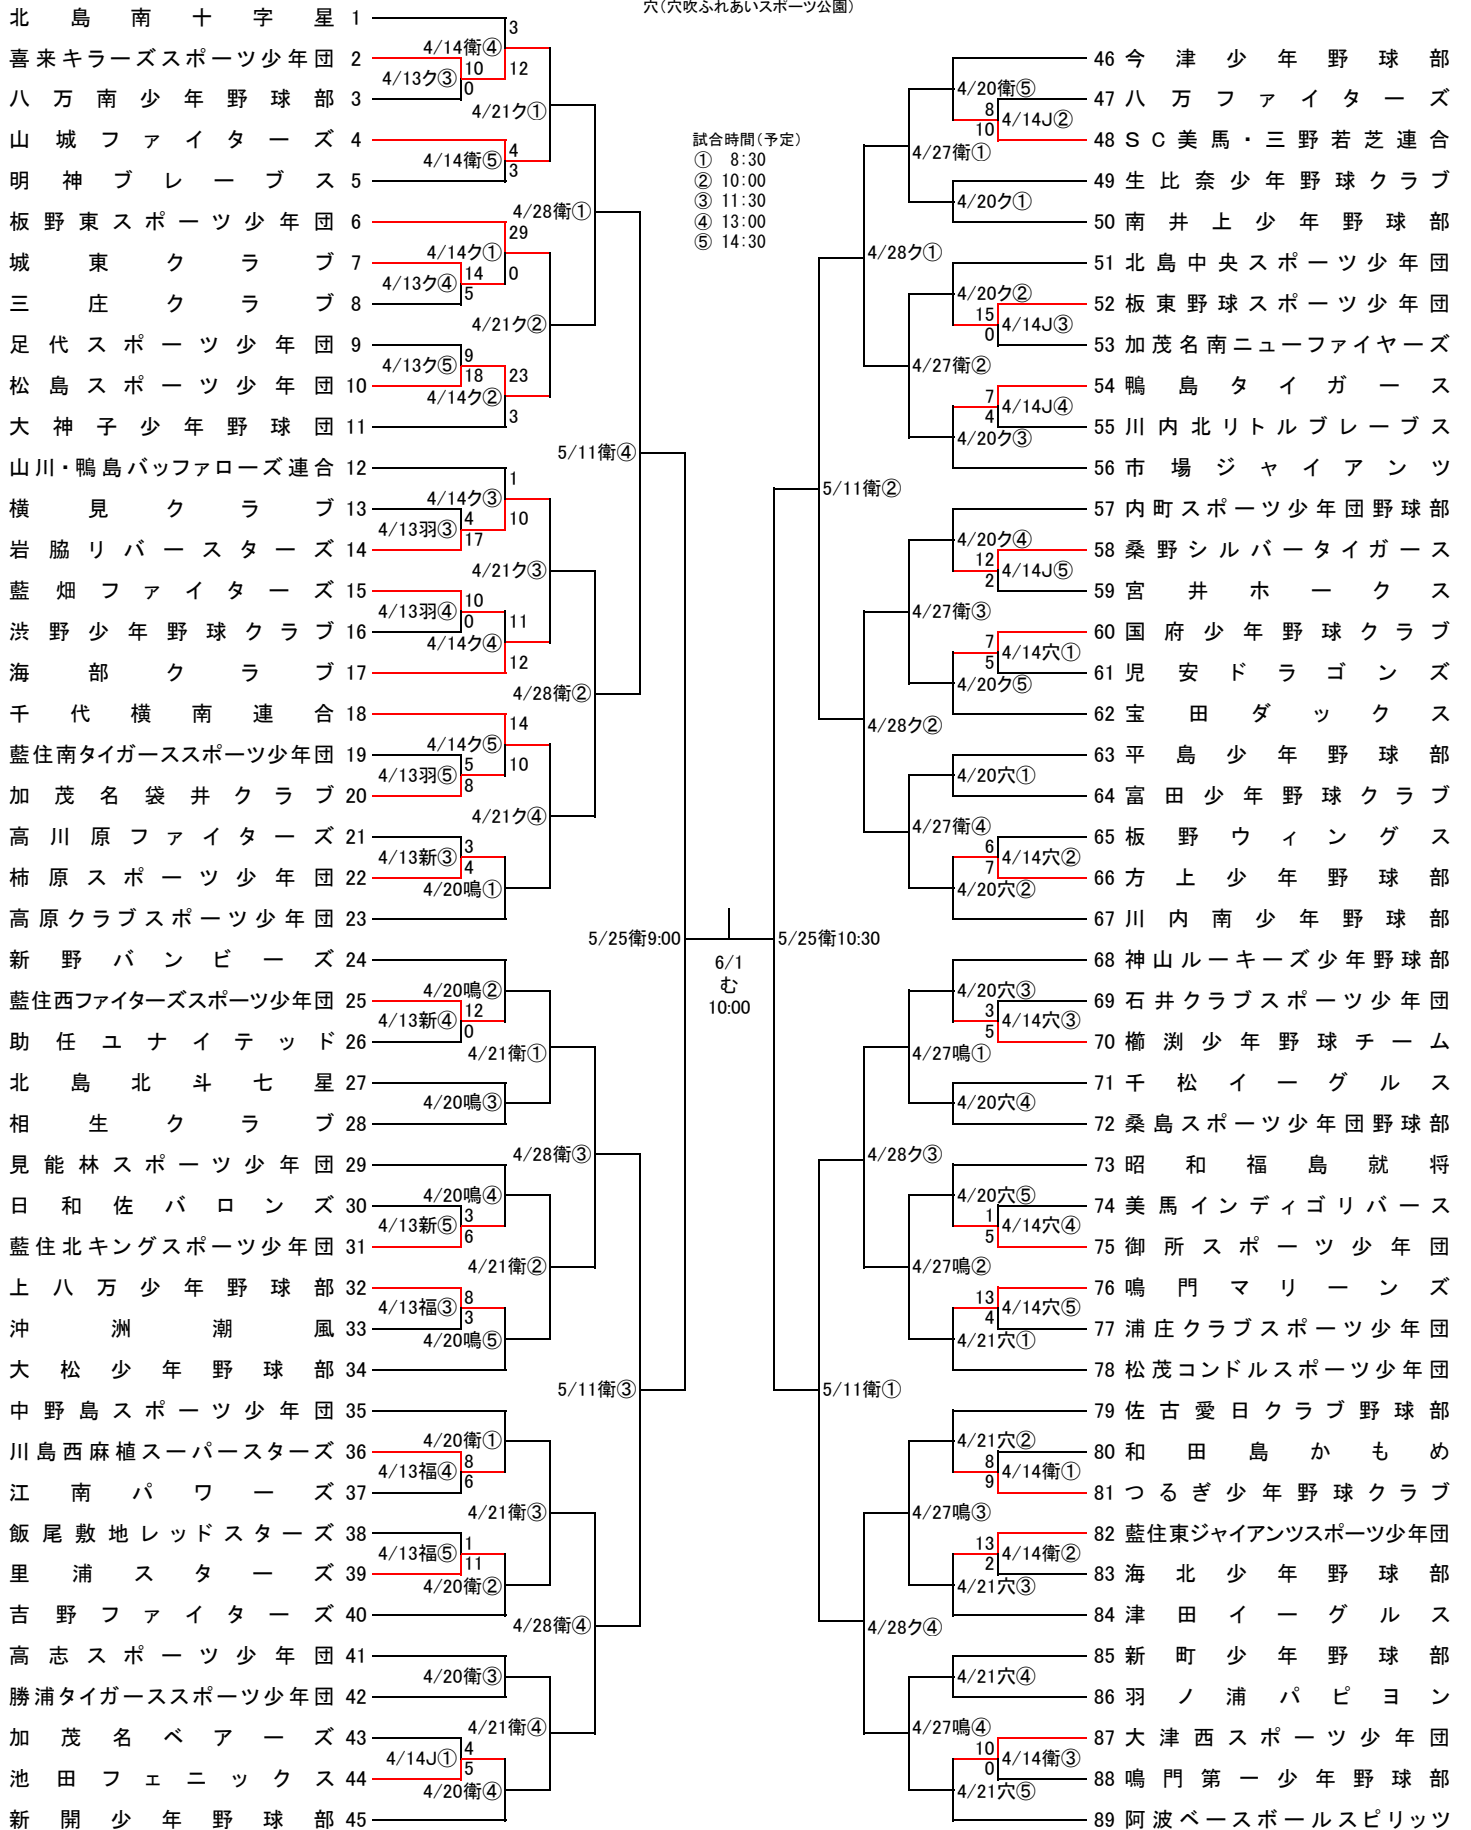 穴(穴吹ふれあいスポーツ公園)
試合時間(予定)
① 8:30
② 10:00
③ 11:30
④ 13:00
⑤ 14:30
北島南十字星 1
3
4/14衛④
喜来キラーズスポーツ少年団 2
10
12
4/13ク③
0
八万南少年野球部 3
4/21ク①
山城ファイターズ 4
4
4/14衛⑤
3
明神ブレーブス 5
4/28衛①
板野東スポーツ少年団 6
29
4/14ク①
城東クラブ 7
14
0
4/13ク④
5
三庄クラブ 8
4/21ク②
足代スポーツ少年団 9
9
4/13ク⑤
18
23
松島スポーツ少年団 10
4/14ク②
3
大神子少年野球団 11
5/11衛④
山川・鴨島バッファローズ連合 12
1
4/14ク③
横見クラブ 13
4
10
4/13羽③
17
岩脇リバースターズ 14
4/21ク③
藍畑ファイターズ 15
10
4/13羽④
0
11
渋野少年野球クラブ 16
4/14ク④
12
海部クラブ 17
4/28衛②
千代横南連合 18
14
4/14ク⑤
藍住南タイガーススポーツ少年団 19
5
10
4/13羽⑤
8
加茂名袋井クラブ 20
4/21ク④
高川原ファイターズ 21
3
4/13新③
4
柿原スポーツ少年団 22
4/20鳴①
高原クラブスポーツ少年団 23
5/25衛9:00
新野バンビーズ 24
4/20鳴②
藍住西ファイターズスポーツ少年団 25
12
4/13新④
0
助任ユナイテッド 26
4/21衛①
北島北斗七星 27
4/20鳴③
相生クラブ 28
4/28衛③
見能林スポーツ少年団 29
4/20鳴④
日和佐バロンズ 30
3
4/13新⑤
6
藍住北キングスポーツ少年団 31
4/21衛②
上八万少年野球部 32
8
4/13福③
3
沖洲潮風 33
4/20鳴⑤
大松少年野球部 34
5/11衛③
中野島スポーツ少年団 35
4/20衛①
川島西麻植スーパースターズ 36
8
4/13福④
6
江南パワーズ 37
4/21衛③
飯尾敷地レッドスターズ 38
1
4/13福⑤
11
里浦スターズ 39
4/20衛②
吉野ファイターズ 40
4/28衛④
高志スポーツ少年団 41
4/20衛③
勝浦タイガーススポーツ少年団 42
4/21衛④
加茂名ベアーズ 43
4
4/14J①
5
池田フェニックス 44
4/20衛④
新開少年野球部 45
6/1
む
10:00
46 今津少年野球部
4/20衛⑤
47 八万ファイターズ
8
4/14J②
10
48 SC美馬・三野若芝連合
4/27衛①
49 生比奈少年野球クラブ
4/20ク①
50 南井上少年野球部
4/28ク①
51 北島中央スポーツ少年団
4/20ク②
52 板東野球スポーツ少年団
15
4/14J③
0
53 加茂名南ニューファイヤーズ
4/27衛②
54 鴨島タイガース
7
4/14J④
4
55 川内北リトルブレーブス
4/20ク③
56 市場ジャイアンツ
5/11衛②
57 内町スポーツ少年団野球部
4/20ク④
58 桑野シルバータイガース
12
4/14J⑤
2
59 宮井ホークス
4/27衛③
60 国府少年野球クラブ
7
4/14穴①
5
61 児安ドラゴンズ
4/20ク⑤
62 宝田ダックス
4/28ク②
63 平島少年野球部
4/20穴①
64 富田少年野球クラブ
4/27衛④
65 板野ウィングス
6
4/14穴②
7
66 方上少年野球部
4/20穴②
67 川内南少年野球部
5/25衛10:30
68 神山ルーキーズ少年野球部
4/20穴③
69 石井クラブスポーツ少年団
3
4/14穴③
5
70 櫛渕少年野球チーム
4/27鳴①
71 千松イーグルス
4/20穴④
72 桑島スポーツ少年団野球部
4/28ク③
73 昭和福島就将
4/20穴⑤
74 美馬インディゴリバース
1
4/14穴④
5
75 御所スポーツ少年団
4/27鳴②
76 鳴門マリーンズ
13
4/14穴⑤
4
77 浦庄クラブスポーツ少年団
4/21穴①
78 松茂コンドルスポーツ少年団
5/11衛①
79 佐古愛日クラブ野球部
4/21穴②
80 和田島かもめ
8
4/14衛①
9
81 つるぎ少年野球クラブ
4/27鳴③
82 藍住東ジャイアンツスポーツ少年団
13
4/14衛②
2
83 海北少年野球部
4/21穴③
84 津田イーグルス
4/28ク④
85 新町少年野球部
4/21穴④
86 羽ノ浦パピヨン
4/27鳴④
87 大津西スポーツ少年団
10
4/14衛③
0
88 鳴門第一少年野球部
4/21穴⑤
89 阿波ベースボールスピリッツ